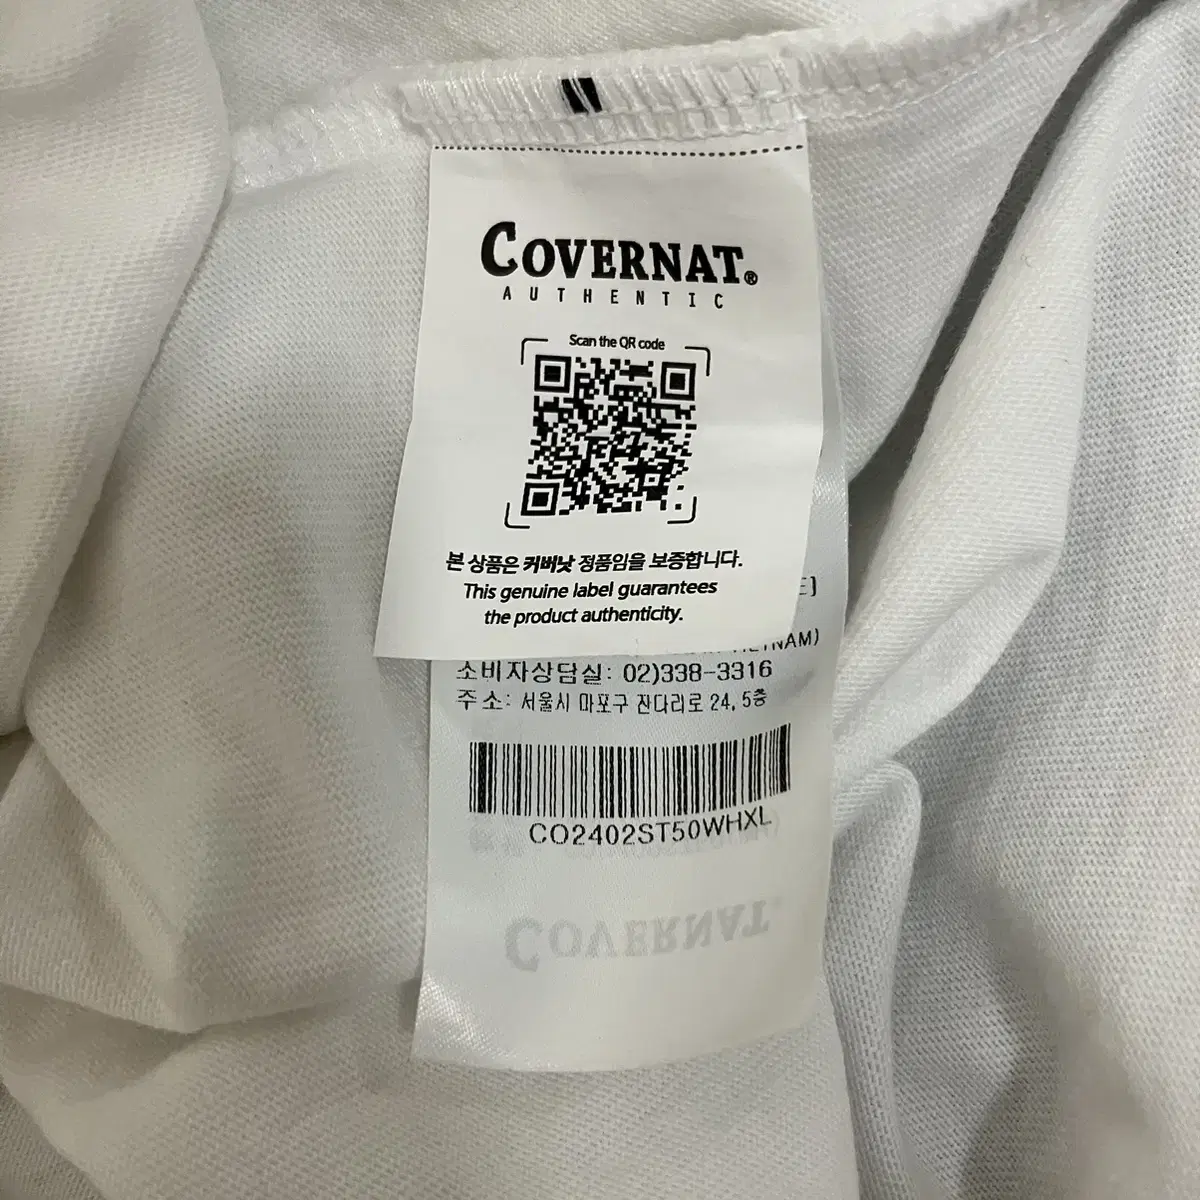 COVERNAT®
AUTHENTIC
Scan the QR code
본 상품은 커버낫 정품임을 보증합니다.
This genuine label guarantees
the product authenticity.
소비자상담실: 02)338-3316
주소: 서울시 마포구 잔다리로 24, 5층
CO2402ST50WHXL
COVERNAT.